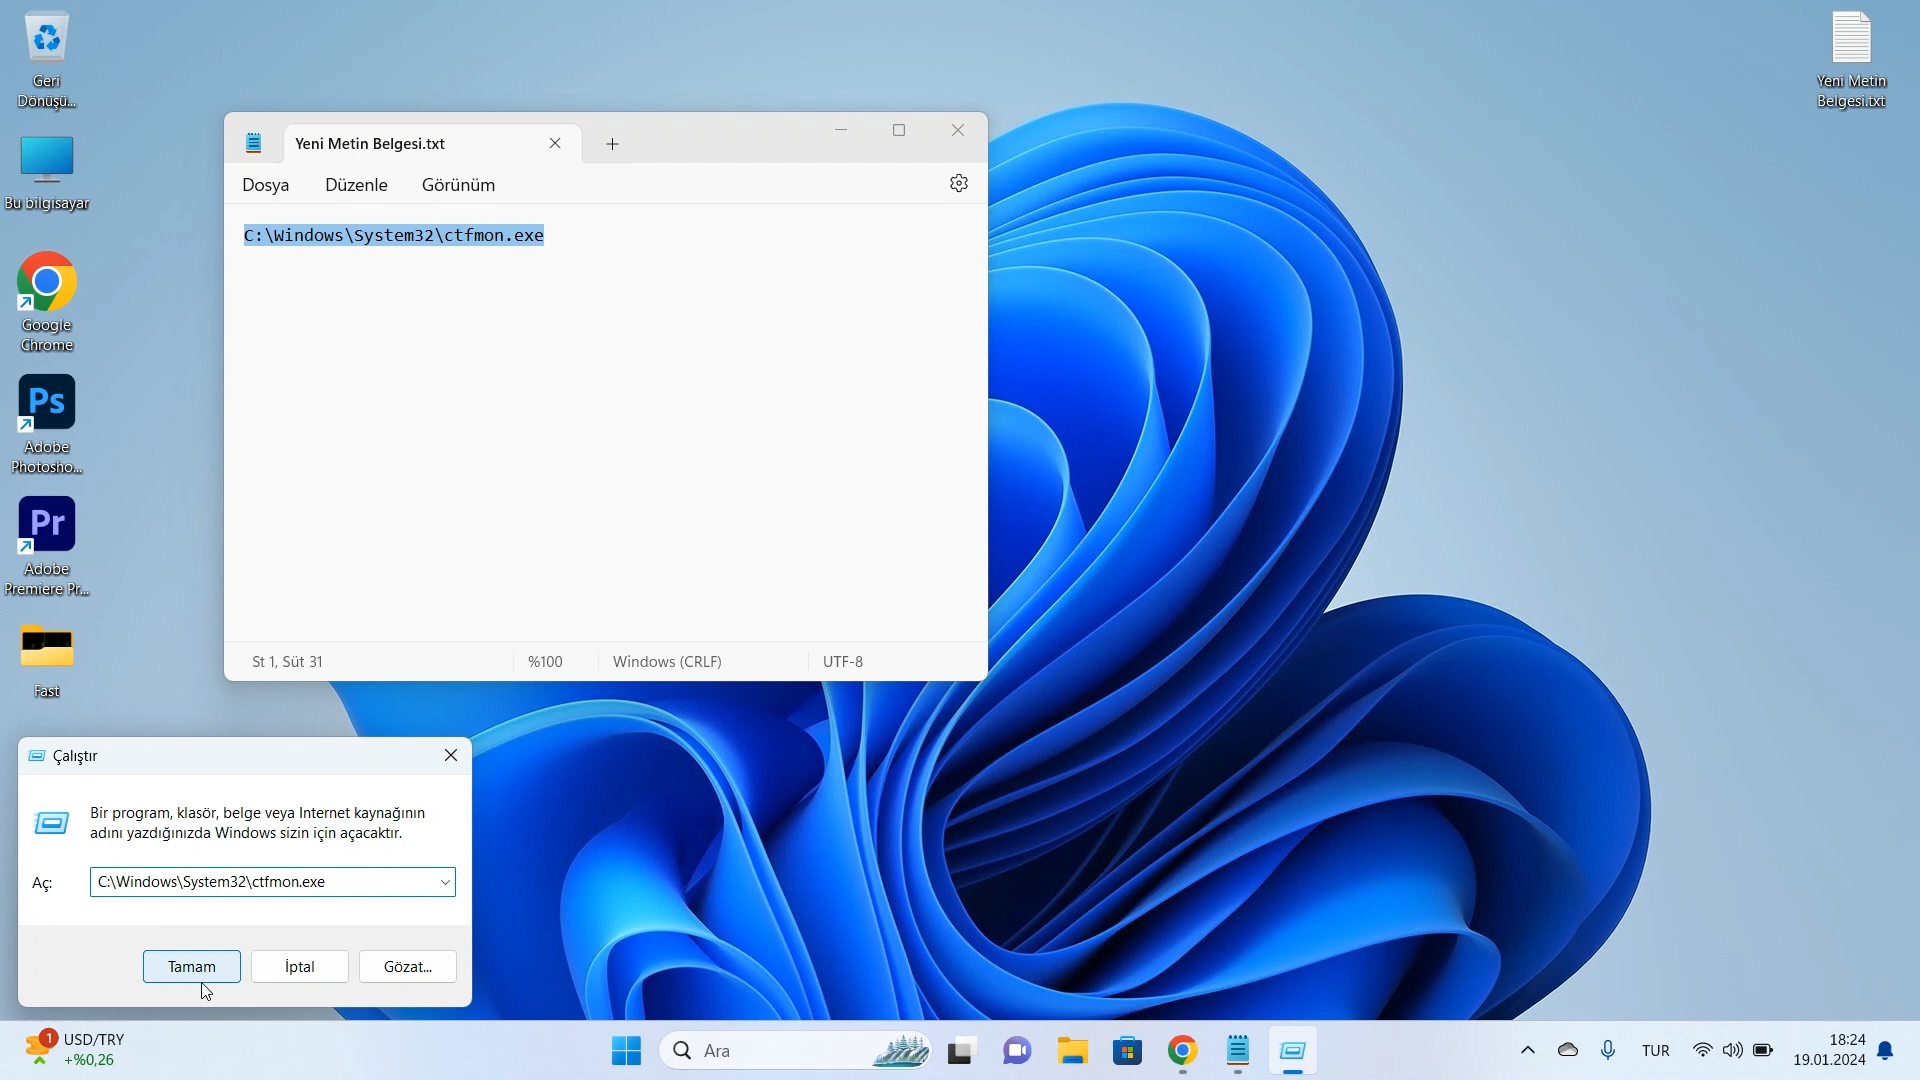 Geri
Dönüşü...
Bu bilgisayar
Google
Chrome
Ps
Adobe
Photosho...
Pr
Adobe
Premiere Pr...
Fast
Yeni Metin
Belgesi.txt
Yeni Metin Belgesi.txt
Dosya Düzenle Görünüm
C:\Windows\System32\ctfmon.exe
St 1, Süt 31 %100 Windows (CRLF) UTF-8
Çalıştır
Bir program, klasör, belge veya Internet kaynağının
adını yazdığınızda Windows sizin için açacaktır.
Aç: C:\Windows\System32\ctfmon.exe
Tamam İptal Gözat...
1
USD/TRY
+%0,26
Ara
TUR
18:24
19.01.2024